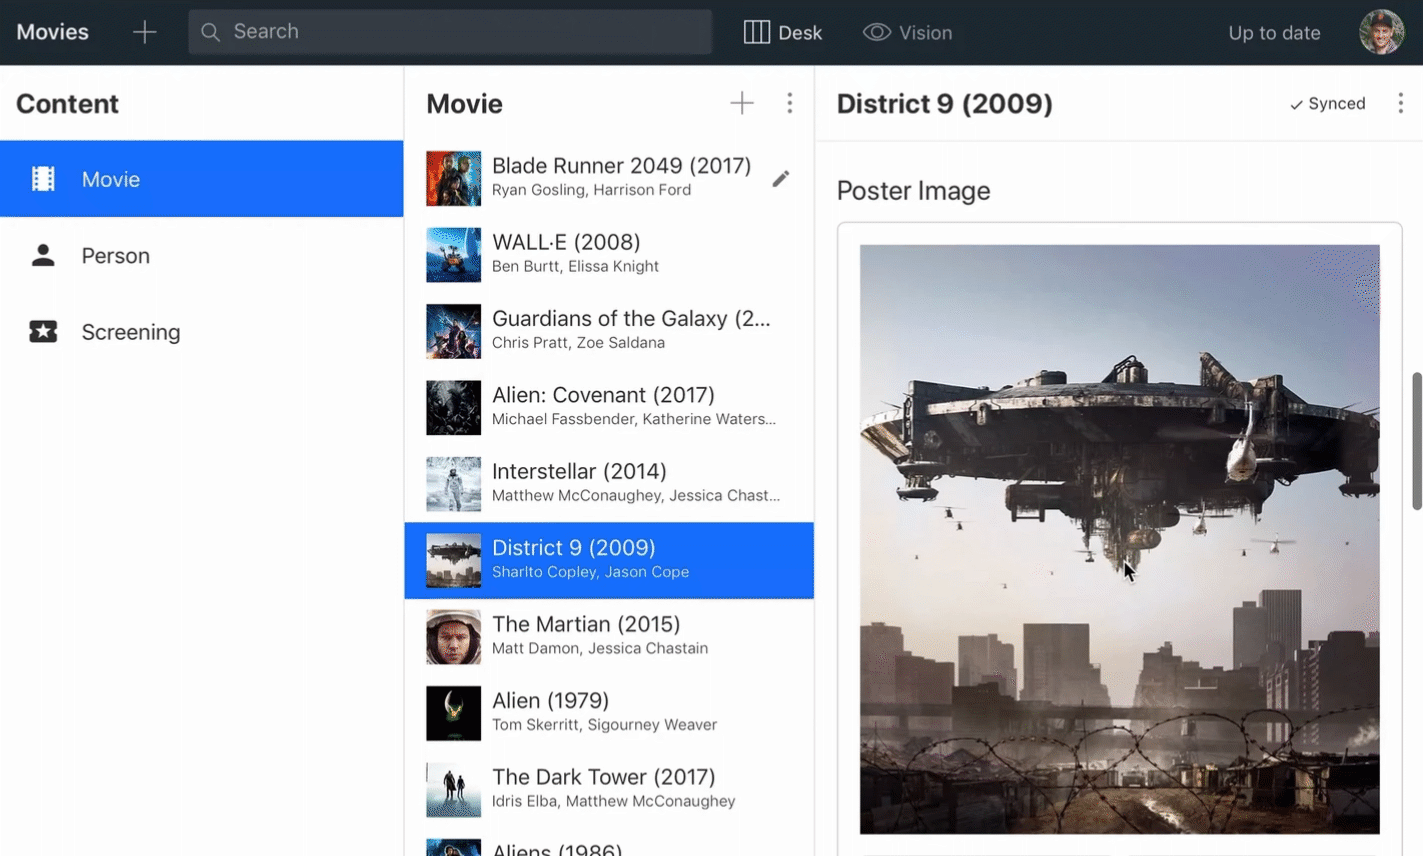 Movies
Search
Desk
Vision
Up to date
Content
Movie
Person
Screening
Movie
Blade Runner 2049 (2017)
Ryan Gosling, Harrison Ford
WALL·E (2008)
Ben Burtt, Elissa Knight
Guardians of the Galaxy (2...
Chris Pratt, Zoe Saldana
Alien: Covenant (2017)
Michael Fassbender, Katherine Waters...
Interstellar (2014)
Matthew McConaughey, Jessica Chast...
District 9 (2009)
Sharlto Copley, Jason Cope
The Martian (2015)
Matt Damon, Jessica Chastain
Alien (1979)
Tom Skerritt, Sigourney Weaver
The Dark Tower (2017)
Idris Elba, Matthew McConaughey
Aliens (1986)
District 9 (2009)
Synced
Poster Image